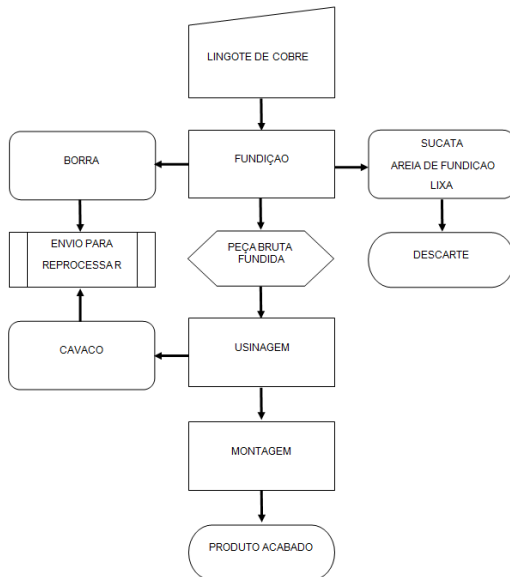 LINGOTE DE COBRE
BORRA
FUNDIÇAO
SUCATA
AREIA DE FUNDICAO
LIXA
ENVIO PARA
REPROCESSA R
PEÇA BRUTA
FUNDIDA
DESCARTE
CAVACO
USINAGEM
MONTAGEM
PRODUTO ACABADO